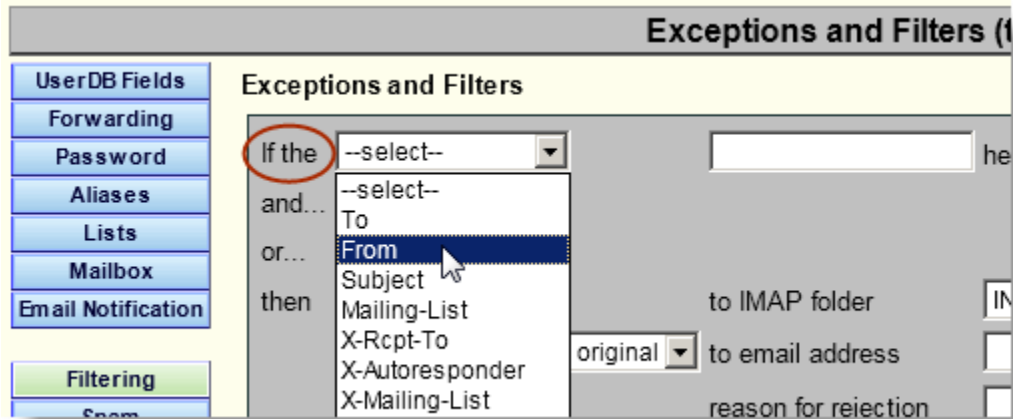 Exceptions and Filters (t
UserDB Fields
Forwarding
Password
Aliases
Lists
Mailbox
Email Notification
Filtering
Spam
Exceptions and Filters
If the --select-- he
--select--
and...
To
or...
From
Subject
then
Mailing-List
to IMAP folder IN
X-Rcpt-To
original to email address
X-Autoresponder
X-Mailing-List
reason for rejection